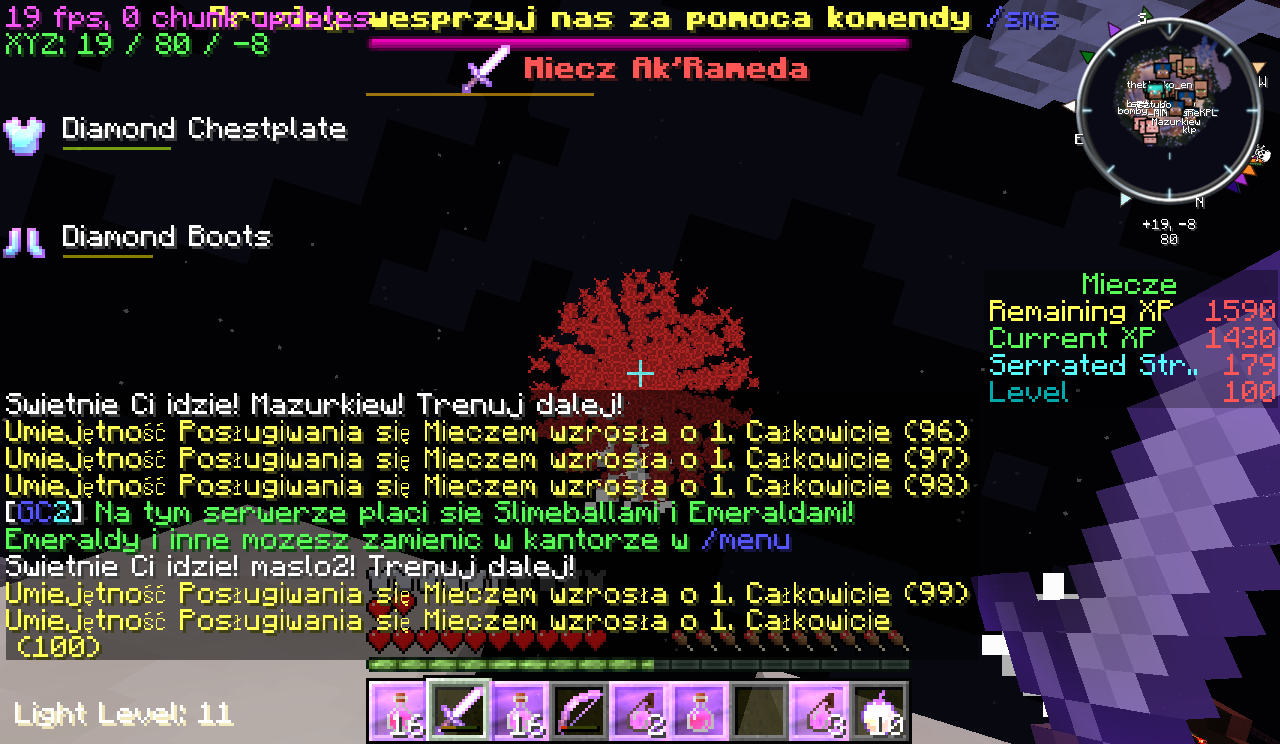 19 fps, 0 chunk updates
wesprzyj nas za pomoca komendy /sms
XYZ: 19 / 80 / -8
Miecz Ak'Rameda
Diamond Chestplate
Diamond Boots
S
W
E
N
Mazurkiew
klp
+19, -8
80
Miecze
Remaining XP 1590
Current XP 1430
Serrated Str.. 179
Level 100
Swietnie Ci idzie! Mazurkiew! Trenuj dalej!
Umiejętność Posługiwania się Mieczem wzrosła o 1. Całkowicie (96)
Umiejętność Posługiwania się Mieczem wzrosła o 1. Całkowicie (97)
Umiejętność Posługiwania się Mieczem wzrosła o 1. Całkowicie (98)
[GC2] Na tym serwerze placi sie Slimeballami i Emeraldami!
Emeraldy i inne mozesz zamienic w kantorze w /menu
Swietnie Ci idzie! maslo2! Trenuj dalej!
Umiejętność Posługiwania się Mieczem wzrosła o 1. Całkowicie (99)
Umiejętność Posługiwania się Mieczem wzrosła o 1. Całkowicie
(100)
16
16
2
3
10
Light Level: 11